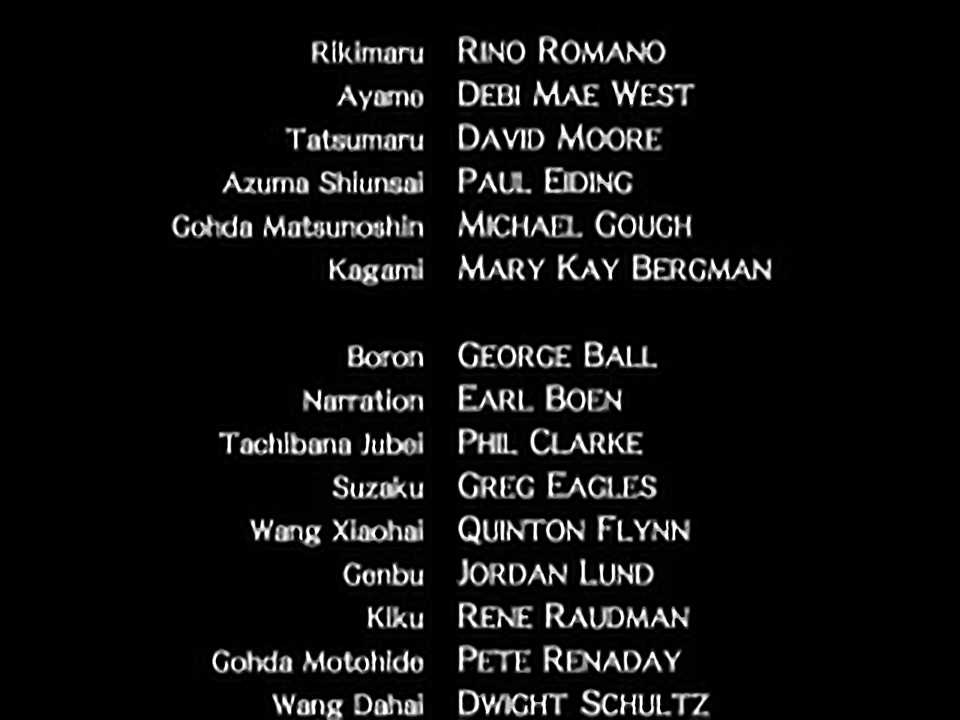 Rikimaru RINO ROMANO
Ayame DEBI MAE WEST
Tatsumaru DAVID MOORE
Azuma Shiunsai PAUL EIDING
Gohda Matsunoshin MICHAEL GOUGH
Kagami MARY KAY BERGMAN
Boron GEORGE BALL
Narration EARL BOEN
Tachibana Jubei PHIL CLARKE
Suzaku GREG EAGLES
Wang Xiaohai QUINTON FLYNN
Genbu JORDAN LUND
Kiku RENE RAUDMAN
Gohda Motohide PETE RENADAY
Wang Dahai DWIGHT SCHULTZ